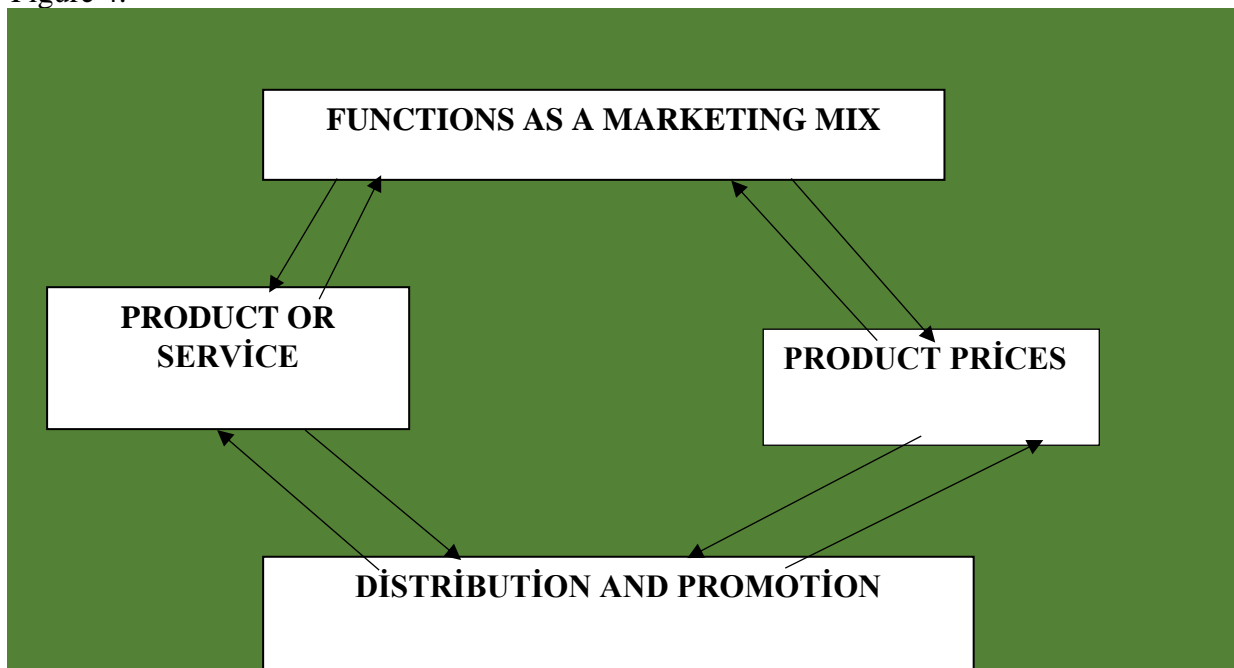 Figure 4.
FUNCTIONS AS A MARKETING MIX
PRODUCT OR
SERVİCE
PRODUCT PRİCES
DİSTRİBUTİON AND PROMOTİON